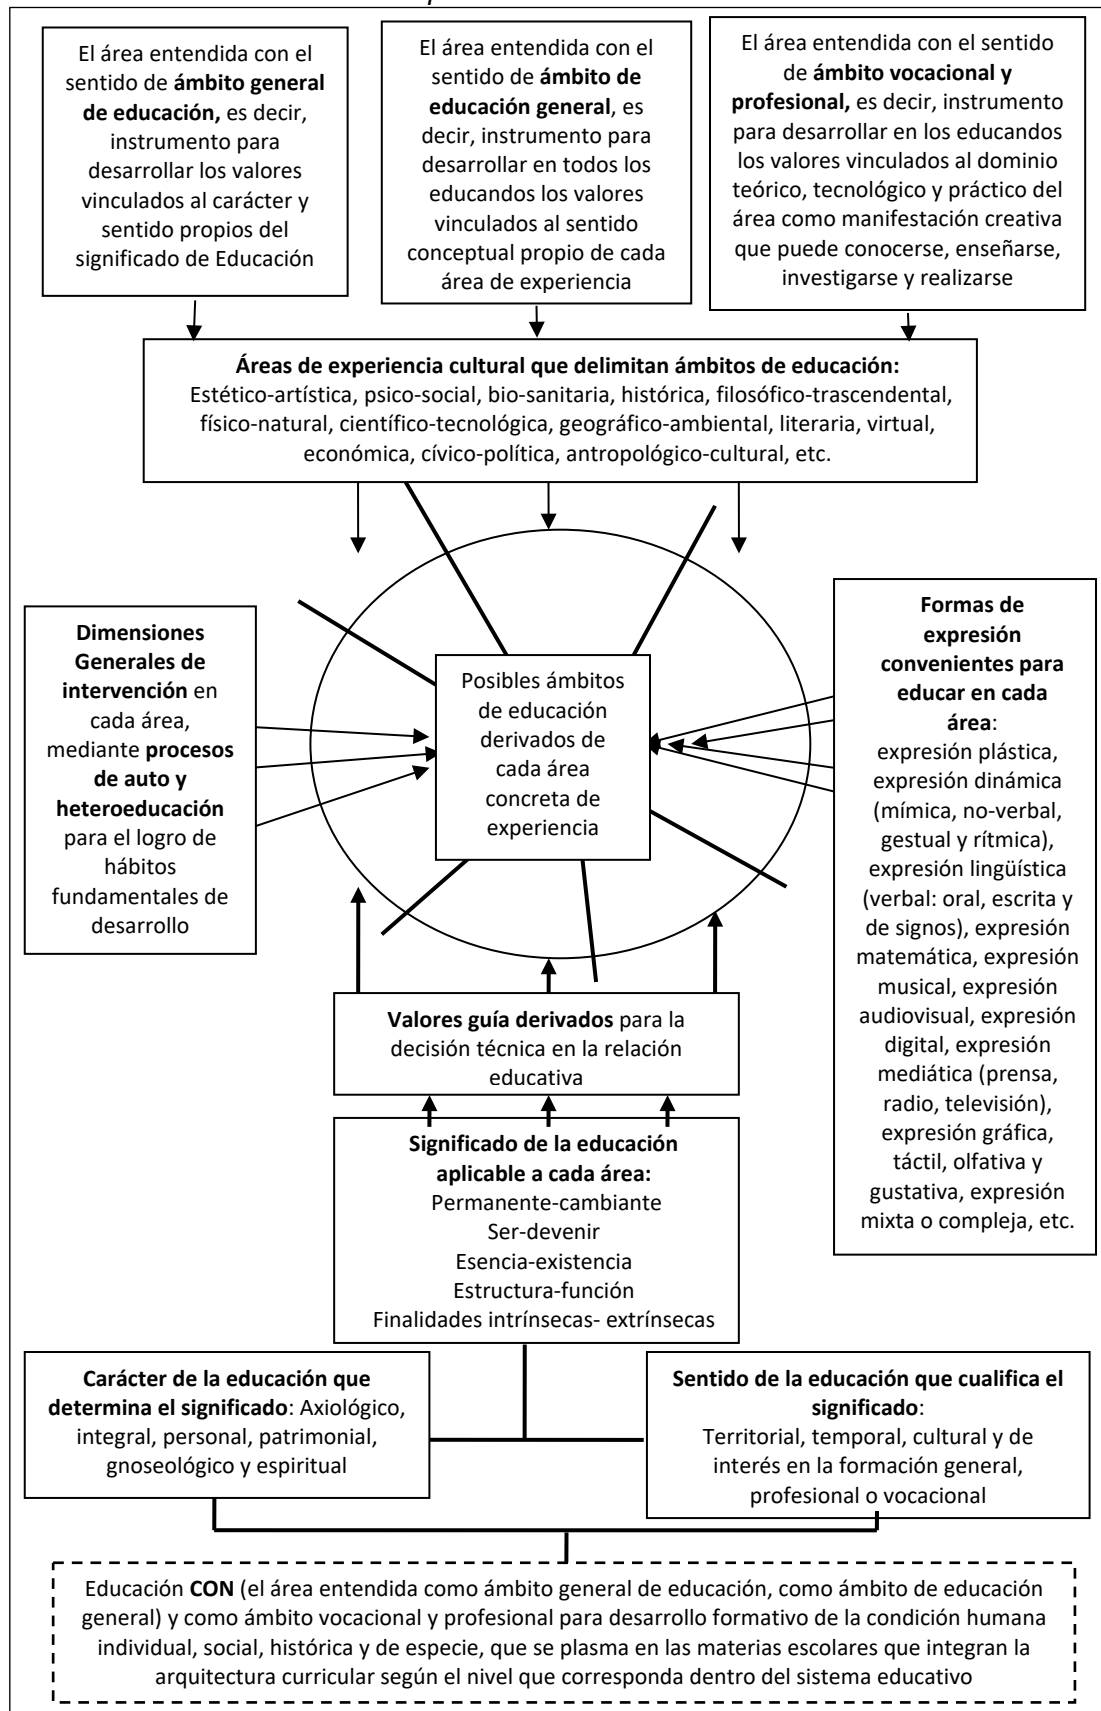 El área entendida con el
sentido de ámbito general
de educación, es decir,
instrumento para
desarrollar los valores
vinculados al carácter y
sentido propios del
significado de Educación
El área entendida con el
sentido de ámbito de
educación general, es
decir, instrumento para
desarrollar en todos los
educandos los valores
vinculados al sentido
conceptual propio de cada
área de experiencia
El área entendida con el sentido
de ámbito vocacional y
profesional, es decir, instrumento
para desarrollar en los educandos
los valores vinculados al dominio
teórico, tecnológico y práctico del
área como manifestación creativa
que puede conocerse, enseñarse,
investigarse y realizarse
Áreas de experiencia cultural que delimitan ámbitos de educación:
Estético-artística, psico-social, bio-sanitaria, histórica, filosófico-trascendental,
físico-natural, científico-tecnológica, geográfico-ambiental, literaria, virtual,
económica, cívico-política, antropológico-cultural, etc.
Dimensiones
Generales de
intervención en
cada área,
mediante procesos
de auto y
heteroeducación
para el logro de
hábitos
fundamentales de
desarrollo
Posibles ámbitos
de educación
derivados de
cada área
concreta de
experiencia
Formas de
expresión
convenientes para
educar en cada
área:
expresión plástica,
expresión dinámica
(mímica, no-verbal,
gestual y rítmica),
expresión lingüística
(verbal: oral, escrita y
de signos), expresión
matemática, expresión
musical, expresión
audiovisual, expresión
digital, expresión
mediática (prensa,
radio, televisión),
expresión gráfica,
táctil, olfativa y
gustativa, expresión
mixta o compleja, etc.
Valores guía derivados para la
decisión técnica en la relación
educativa
Significado de la educación
aplicable a cada área:
Permanente-cambiante
Ser-devenir
Esencia-existencia
Estructura-función
Finalidades intrínsecas- extrínsecas
Carácter de la educación que
determina el significado: Axiológico,
integral, personal, patrimonial,
gnoseológico y espiritual
Sentido de la educación que cualifica el
significado:
Territorial, temporal, cultural y de
interés en la formación general,
profesional o vocacional
Educación CON (el área entendida como ámbito general de educación, como ámbito de educación
general) y como ámbito vocacional y profesional para desarrollo formativo de la condición humana
individual, social, histórica y de especie, que se plasma en las materias escolares que integran la
arquitectura curricular según el nivel que corresponda dentro del sistema educativo